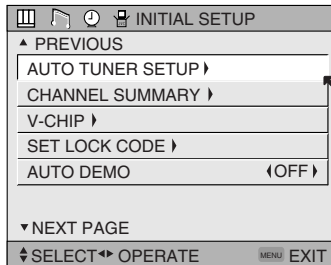 INITIAL SETUP
PREVIOUS
AUTO TUNER SETUP
CHANNEL SUMMARY
V-CHIP
SET LOCK CODE
AUTO DEMO OFF
NEXT PAGE
SELECT OPERATE MENU EXIT